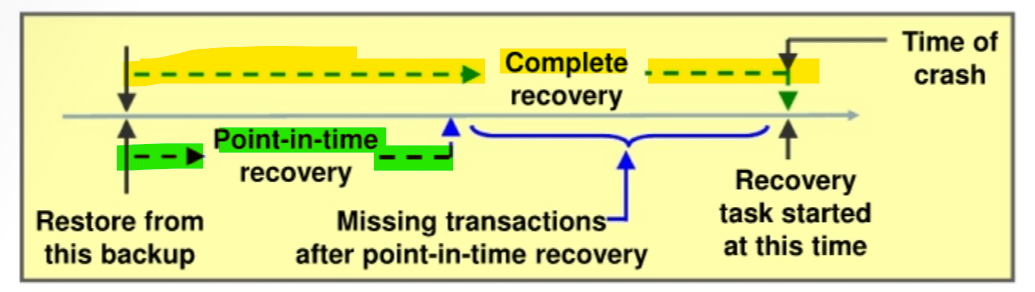 Time of
crash
Complete
recovery
Point-in-time
recovery
Restore from
this backup
Missing transactions
after point-in-time recovery
Recovery
task started
at this time